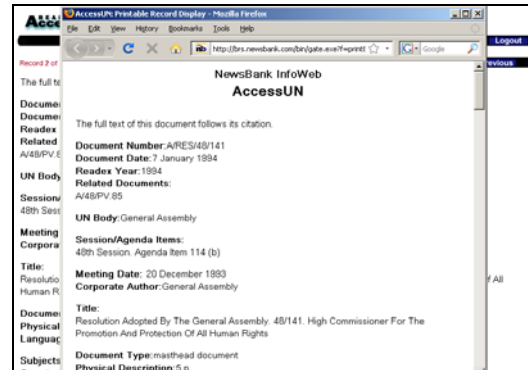 AccessUN: Printable Record Display - Mozilla Firefox
File Edit View History Bookmarks Tools Help
http://brs.newsbank.com/bin/gate.exe?f=print
Google
Logout
Acce
Record 2 of
revious
The full te
Docume
Docume
Readex
Related
A/48/PV.8
UN Body
Session/
48th Sess
Meeting
Corpora
Title:
Resolutio
f All
Human R
Docume
Physical
Languag
Subjects
NewsBank InfoWeb
AccessUN
The full text of this document follows its citation.
Document Number:A/RES/48/141
Document Date:7 January 1994
Readex Year:1994
Related Documents:
A/48/PV.85
UN Body:General Assembly
Session/Agenda Items:
48th Session. Agenda Item 114 (b)
Meeting Date: 20 December 1993
Corporate Author:General Assembly
Title:
Resolution Adopted By The General Assembly. 48/141. High Commissioner For The
Promotion And Protection Of All Human Rights
Document Type:masthead document
Physical Description:5 p.